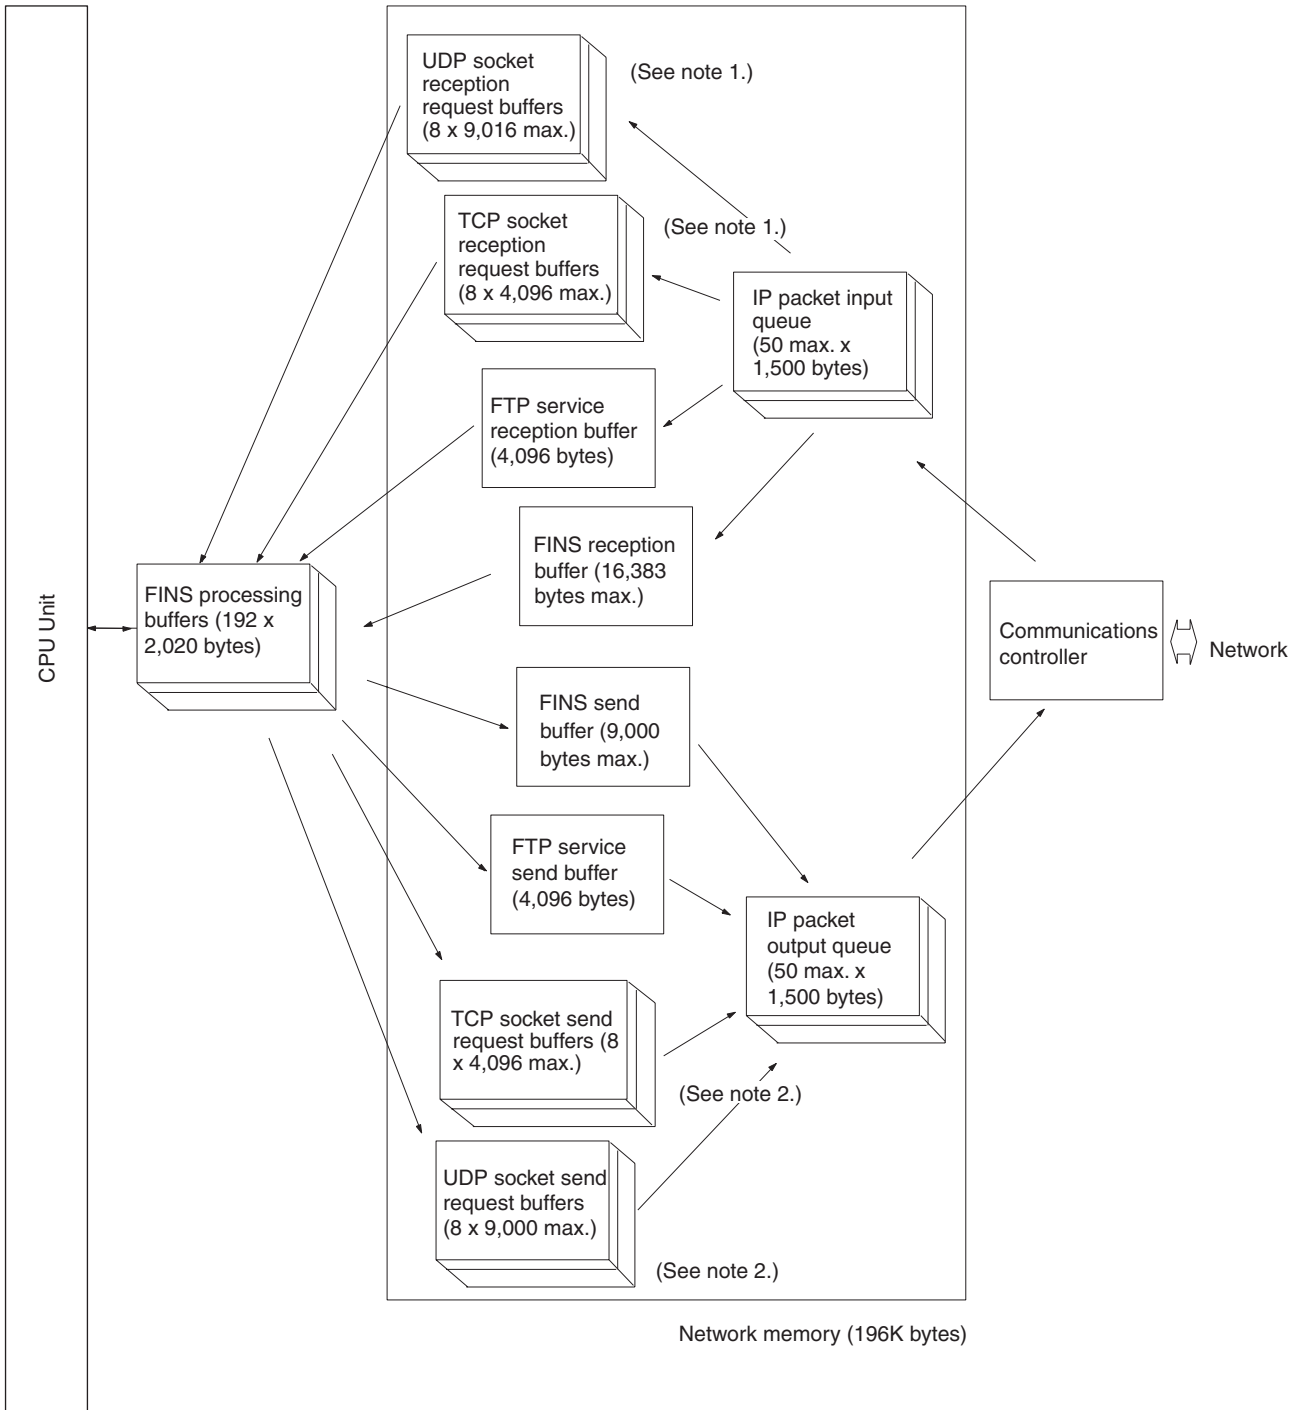 UDP socket
reception
request buffers
(8 x 9,016 max.)
(See note 1.)
TCP socket
reception
request buffers
(8 x 4,096 max.)
(See note 1.)
IP packet input
queue
(50 max. x
1,500 bytes)
FTP service
reception buffer
(4,096 bytes)
FINS reception
buffer (16,383
bytes max.)
FINS processing
buffers (192 x
2,020 bytes)
CPU Unit
Communications
controller
Network
FINS send
buffer (9,000
bytes max.)
FTP service
send buffer
(4,096 bytes)
IP packet
output queue
(50 max. x
1,500 bytes)
TCP socket send
request buffers (8
x 4,096 max.)
(See note 2.)
UDP socket send
request buffers
(8 x 9,000 max.)
(See note 2.)
Network memory (196K bytes)